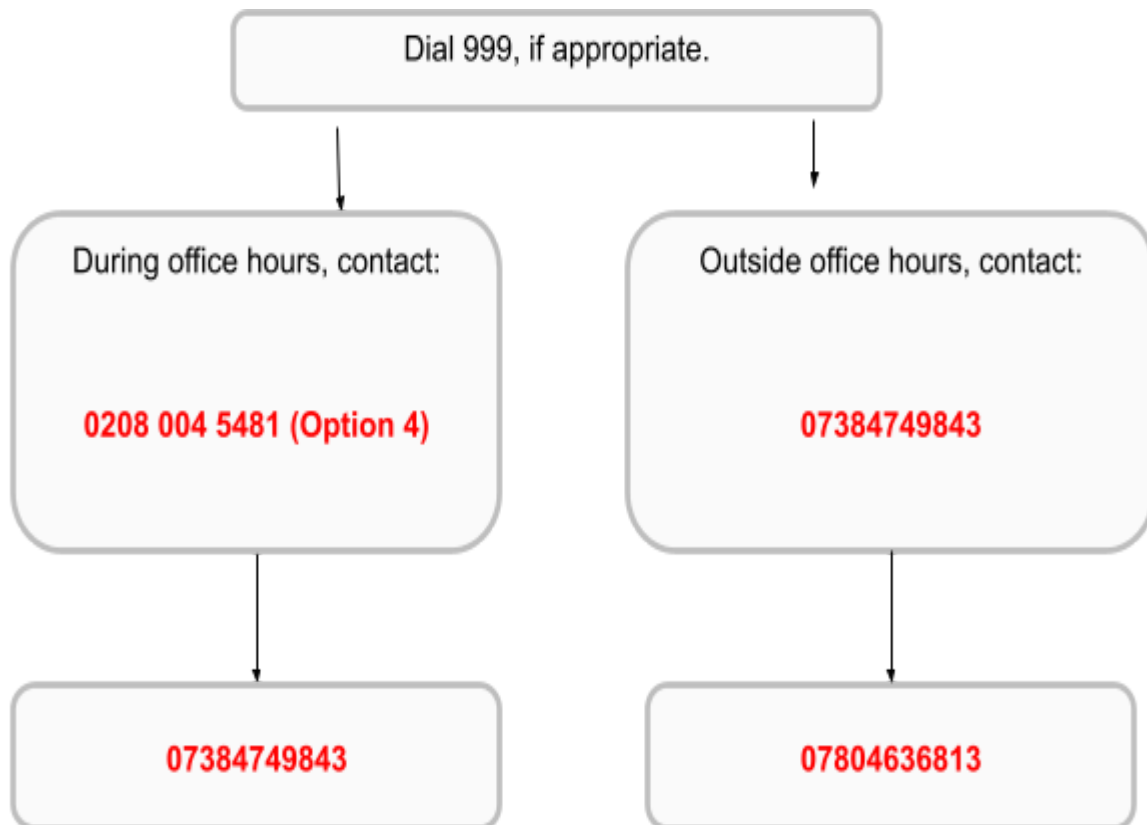 Dial 999, if appropriate.
During office hours, contact:
0208 004 5481 (Option 4)
07384749843
Outside office hours, contact:
07384749843
07804636813